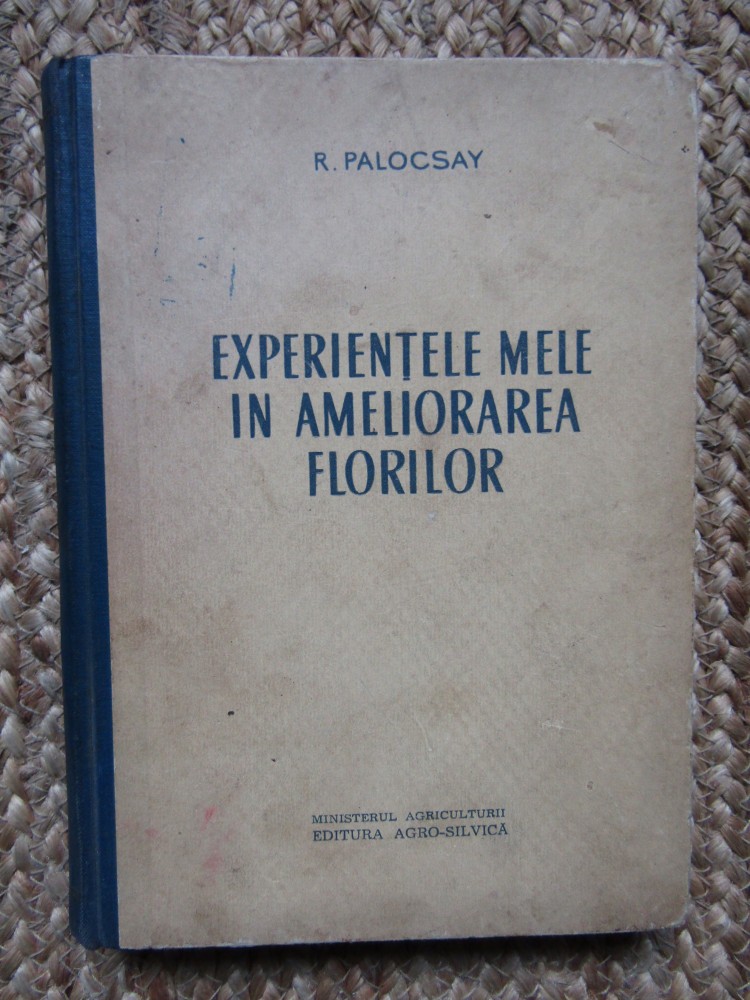 R. PALOCSAY
EXPERIENȚELE MELE
IN AMELIORAREA
FLORILOR
MINISTERUL AGRICULTURII
EDITURA AGRO-SILVICĂ